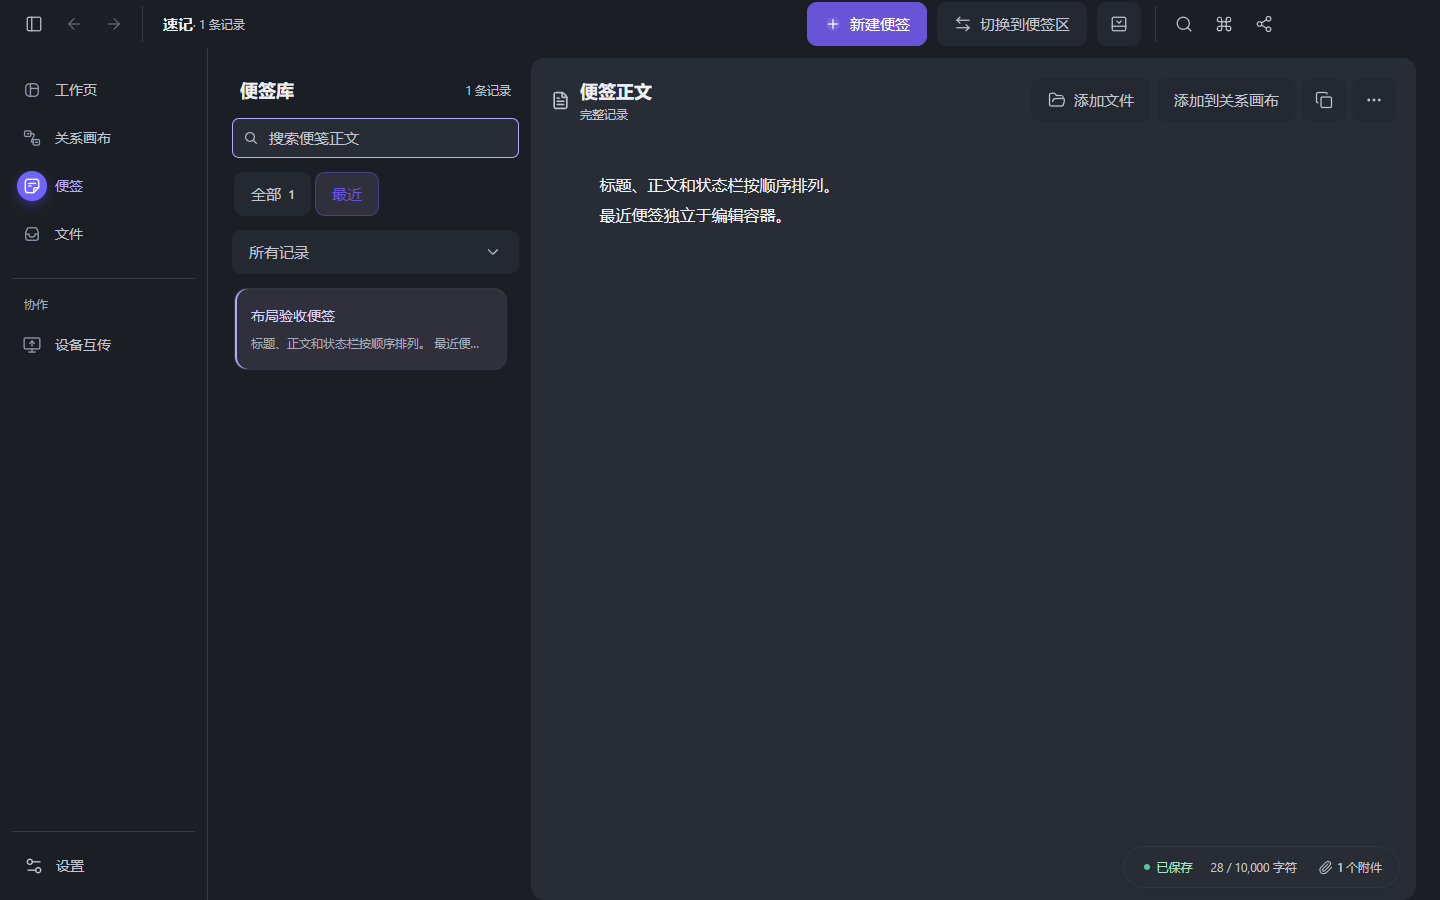 速记· 1 条记录
新建便签
切换到便签区
工作页
关系画布
便签
文件
协作
设备互传
设置
便签库
1 条记录
搜索便笺正文
全部 1
最近
所有记录
布局验收便签
标题、正文和状态栏按顺序排列。 最近便...
便签正文
完整记录
添加文件
添加到关系画布
标题、正文和状态栏按顺序排列。
最近便签独立于编辑容器。
已保存
28 / 10,000 字符
1 个附件